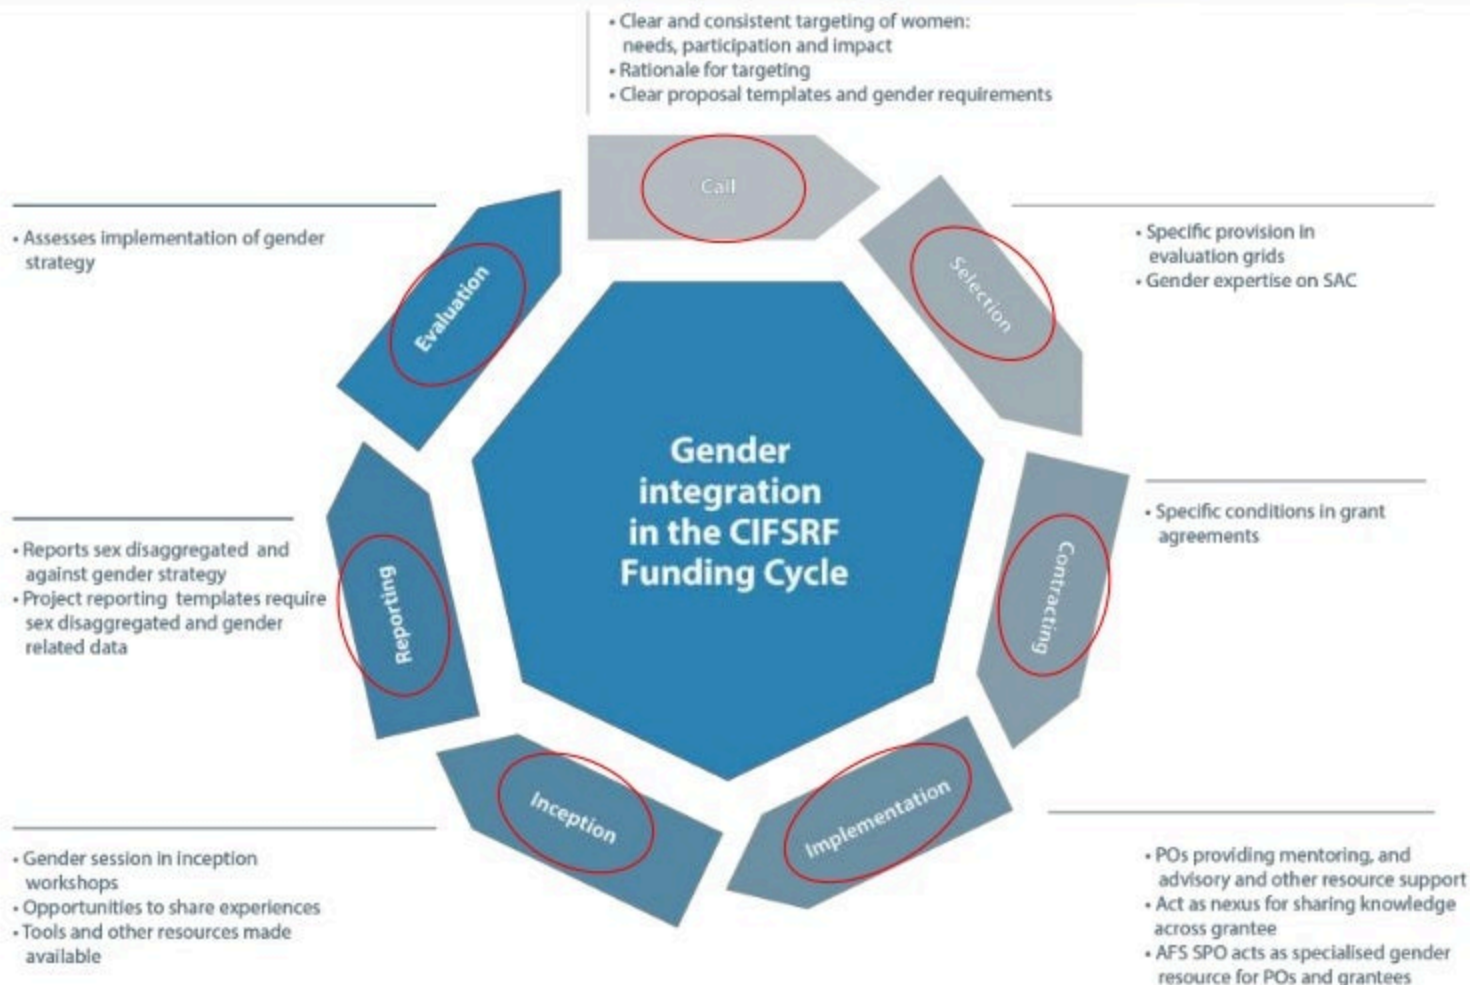 • Clear and consistent targeting of women:
needs, participation and impact
• Rationale for targeting
• Clear proposal templates and gender requirements
Call
Selection
• Specific provision in
evaluation grids
• Gender expertise on SAC
Contracting
• Specific conditions in grant
agreements
Implementation
• POs providing mentoring, and
advisory and other resource support
• Act as nexus for sharing knowledge
across grantee
• AFS SPO acts as specialised gender
resource for POs and grantees
Inception
• Gender session in inception
workshops
• Opportunities to share experiences
• Tools and other resources made
available
Reporting
• Reports sex disaggregated and
against gender strategy
• Project reporting templates require
sex disaggregated and gender
related data
Evaluation
• Assesses implementation of gender
strategy
Gender
integration
in the CIFSRF
Funding Cycle